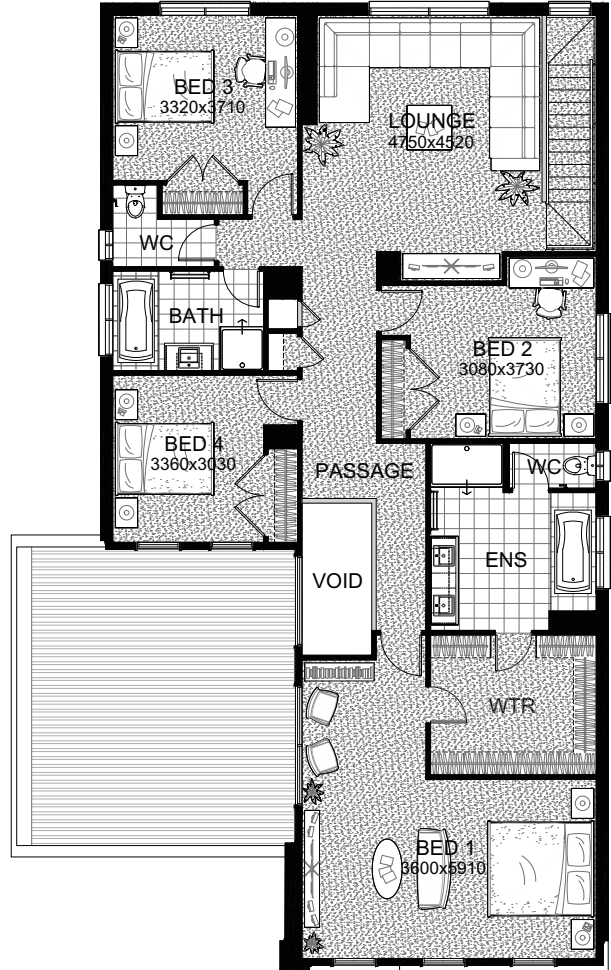 BED 3
3320x3710
LOUNGE
4750x4520
WC
BATH
BED 2
3080x3730
BED 4
3360x3030
PASSAGE
WC
ENS
VOID
WTR
BED 1
3600x5910